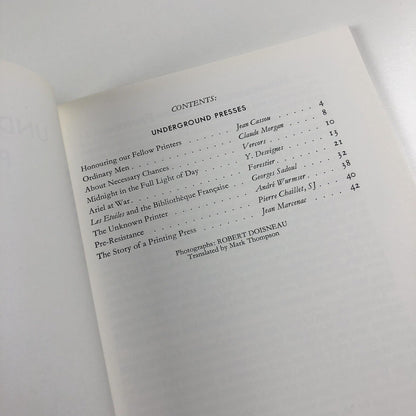 CONTENTS:
UNDERGROUND PRESSES
Honouring our Fellow Printers . . . . Jean Cassou 4
Ordinary Men . . . . Claude Morgan 8
About Necessary Chances . . . . Vercors 10
Midnight in the Full Light of Day . . . . Y. Desvignes 13
Ariel at War . . . . Forestier 21
Les Etoiles and the Bibliothèque Française . . . . Georges Sadoul 32
The Unknown Printer . . . . André Wurmser 38
Pre-Resistance . . . . Pierre Chaillet, SJ 40
The Story of a Printing Press . . . . Jean Marcenac 42
Photographs: ROBERT DOISNEAU
Translated by Mark Thompson